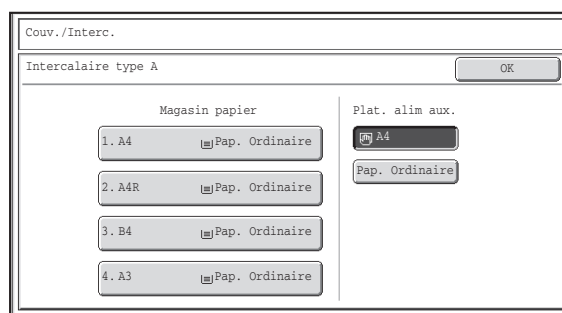 Couv./Interc.
Intercalaire type A
OK
Magasin papier
1. A4 Pap. Ordinaire
2. A4R Pap. Ordinaire
3. B4 Pap. Ordinaire
4. A3 Pap. Ordinaire
Plat. alim aux.
A4
Pap. Ordinaire